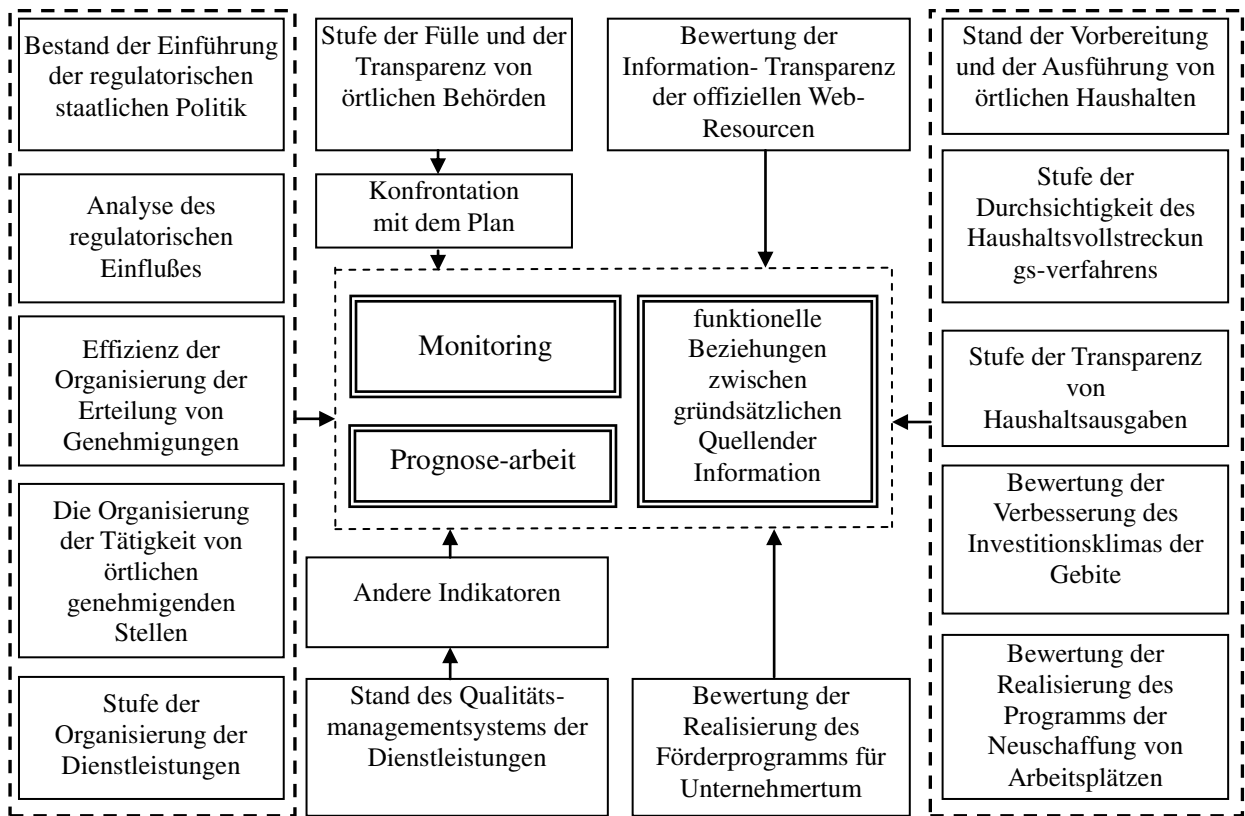 Bestand der Einführung
der regulatorischen
staatlichen Politik
Analyse des
regulatorischen
Einflußes
Effizienz der
Organisierung der
Erteilung von
Genehmigungen
Die Organisierung
der Tätigkeit von
örtlichen
genehmigenden
Stellen
Stufe der
Organisierung der
Dienstleistungen
Stufe der Fülle und der
Transparenz von
örtlichen Behörden
Konfrontation
mit dem Plan
Bewertung der
Information- Transparenz
der offiziellen Web-
Resourcen
Monitoring
Prognose-arbeit
funktionelle
Beziehungen
zwischen
gründsätzlichen
Quellender
Information
Andere Indikatoren
Stand des Qualitäts-
managementsystems der
Dienstleistungen
Bewertung der
Realisierung des
Förderprogramms für
Unternehmertum
Stand der Vorbereitung
und der Ausführung von
örtlichen Haushalten
Stufe der
Durchsichtigkeit des
Haushaltsvollstreckun
gs-verfahrens
Stufe der Transparenz
von
Haushaltsausgaben
Bewertung der
Verbesserung des
Investitionsklimas der
Gebite
Bewertung der
Realisierung des
Programms der
Neuschaffung von
Arbeitsplätzen